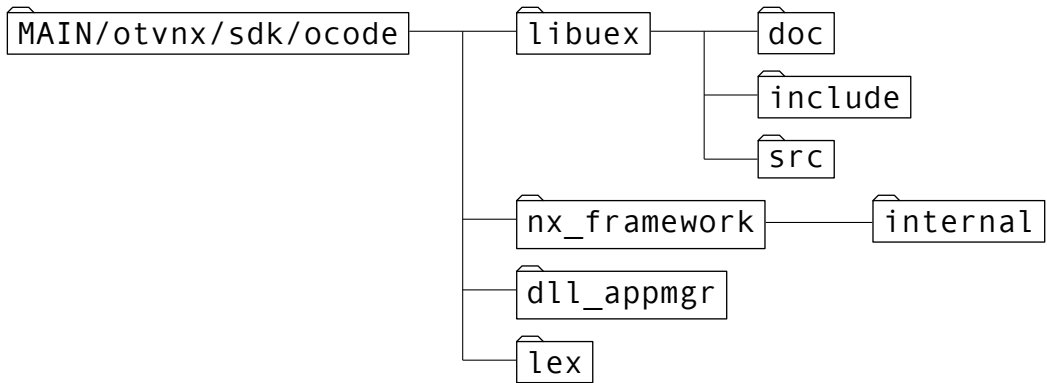 MAIN/otvnx/sdk/ocode libuex doc
include
src
nx_framework internal
dll_appmgr
lex